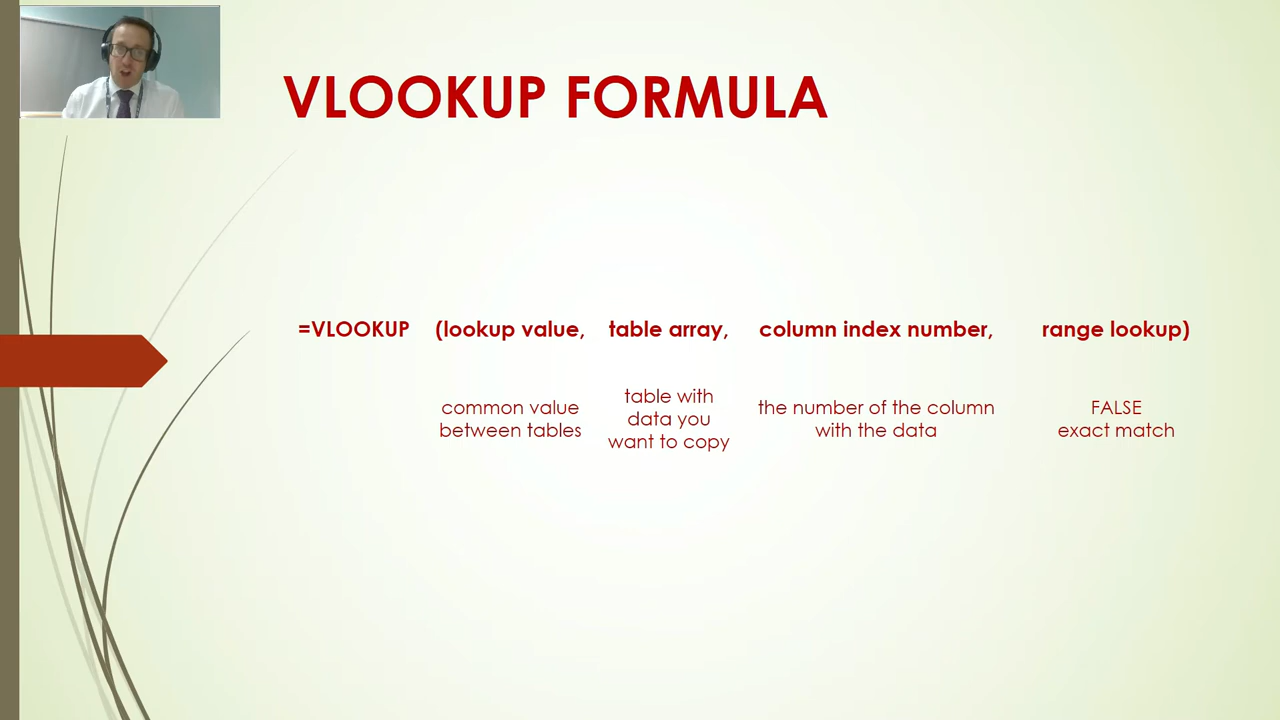 VLOOKUP FORMULA
=VLOOKUP (lookup value, table array, column index number, range lookup)
common value
between tables
table with
data you
want to copy
the number of the column
with the data
FALSE
exact match